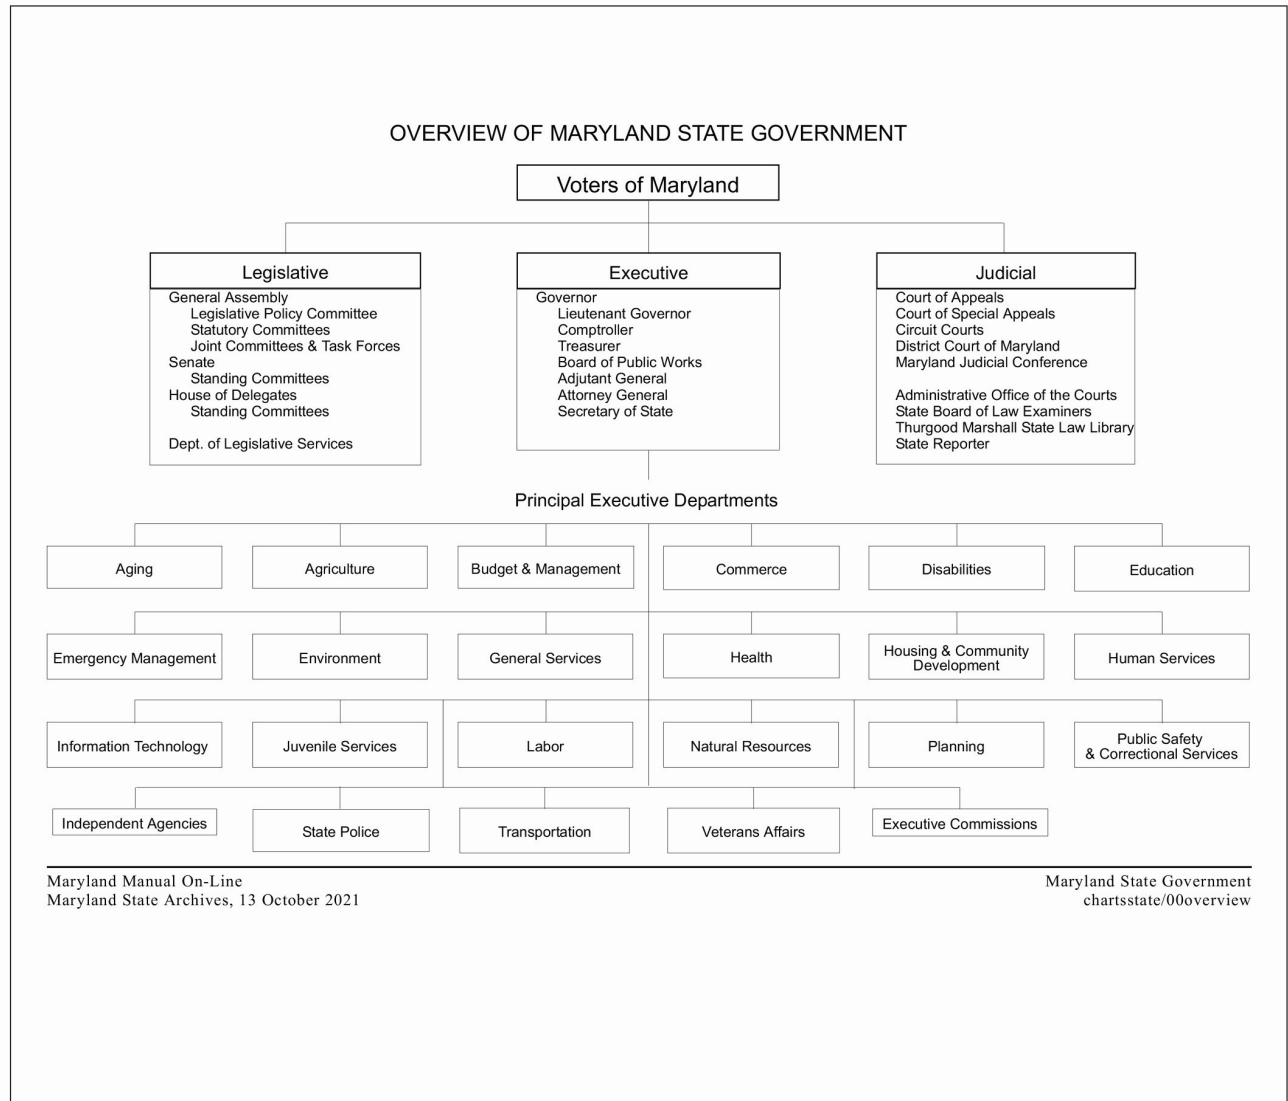 OVERVIEW OF MARYLAND STATE GOVERNMENT
Voters of Maryland
Legislative
General Assembly
Legislative Policy Committee
Statutory Committees
Joint Committees & Task Forces
Senate
Standing Committees
House of Delegates
Standing Committees
Dept. of Legislative Services
Executive
Governor
Lieutenant Governor
Comptroller
Treasurer
Board of Public Works
Adjutant General
Attorney General
Secretary of State
Judicial
Court of Appeals
Court of Special Appeals
Circuit Courts
District Court of Maryland
Maryland Judicial Conference
Administrative Office of the Courts
State Board of Law Examiners
Thurgood Marshall State Law Library
State Reporter
Principal Executive Departments
Aging
Agriculture
Budget & Management
Commerce
Disabilities
Education
Emergency Management
Environment
General Services
Health
Housing & Community
Development
Human Services
Information Technology
Juvenile Services
Labor
Natural Resources
Planning
Public Safety
& Correctional Services
Independent Agencies
State Police
Transportation
Veterans Affairs
Executive Commissions
Maryland Manual On-Line
Maryland State Archives, 13 October 2021
Maryland State Government
chartsstate/00overview